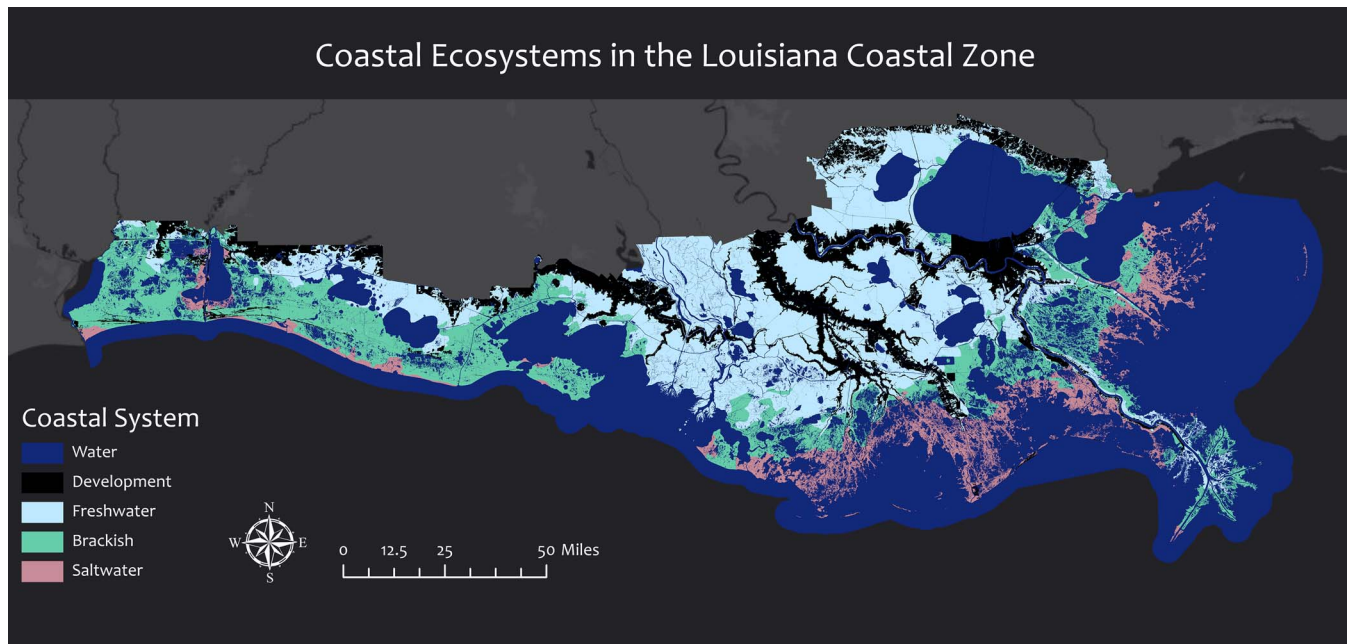 Coastal Ecosystems in the Louisiana Coastal Zone
Coastal System
Water
Development
Freshwater
Brackish
Saltwater
N
W E
S
0 12.5 25 50 Miles